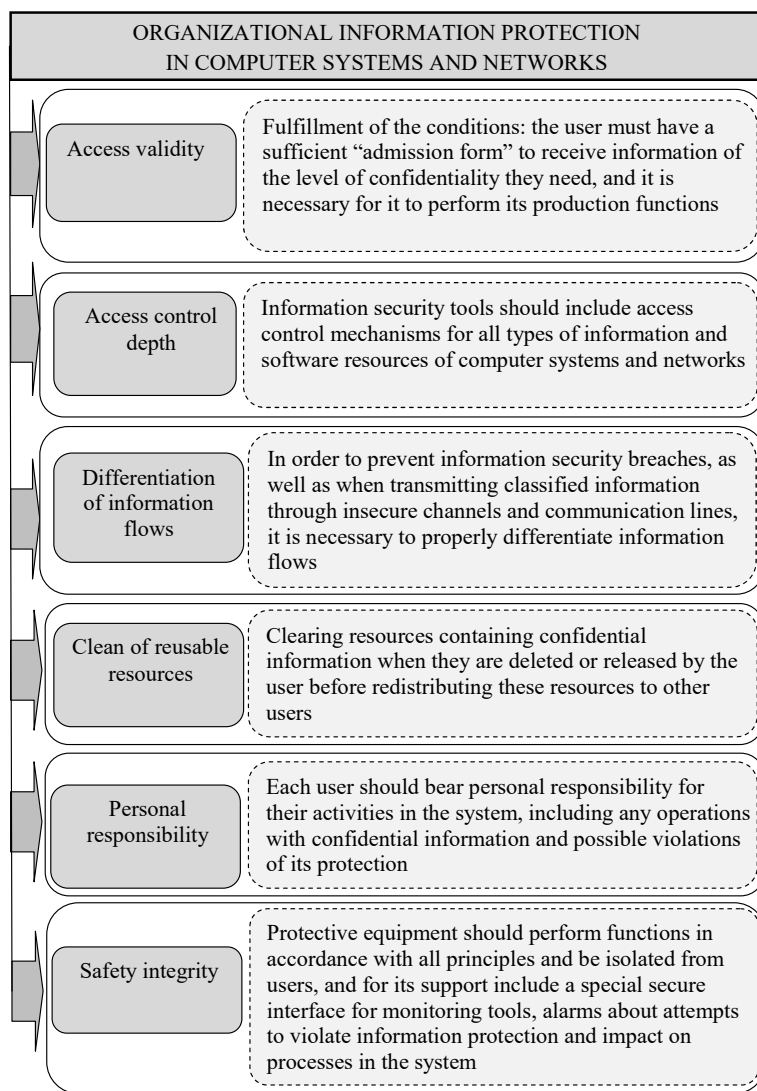 ORGANIZATIONAL INFORMATION PROTECTION
IN COMPUTER SYSTEMS AND NETWORKS
Access validity
Fulfillment of the conditions: the user must have a
sufficient “admission form” to receive information of
the level of confidentiality they need, and it is
necessary for it to perform its production functions
Access control
depth
Information security tools should include access
control mechanisms for all types of information and
software resources of computer systems and networks
Differentiation
of information
flows
In order to prevent information security breaches, as
well as when transmitting classified information
through insecure channels and communication lines,
it is necessary to properly differentiate information
flows
Clean of reusable
resources
Clearing resources containing confidential
information when they are deleted or released by the
user before redistributing these resources to other
users
Personal
responsibility
Each user should bear personal responsibility for
their activities in the system, including any operations
with confidential information and possible violations
of its protection
Safety integrity
Protective equipment should perform functions in
accordance with all principles and be isolated from
users, and for its support include a special secure
interface for monitoring tools, alarms about attempts
to violate information protection and impact on
processes in the system